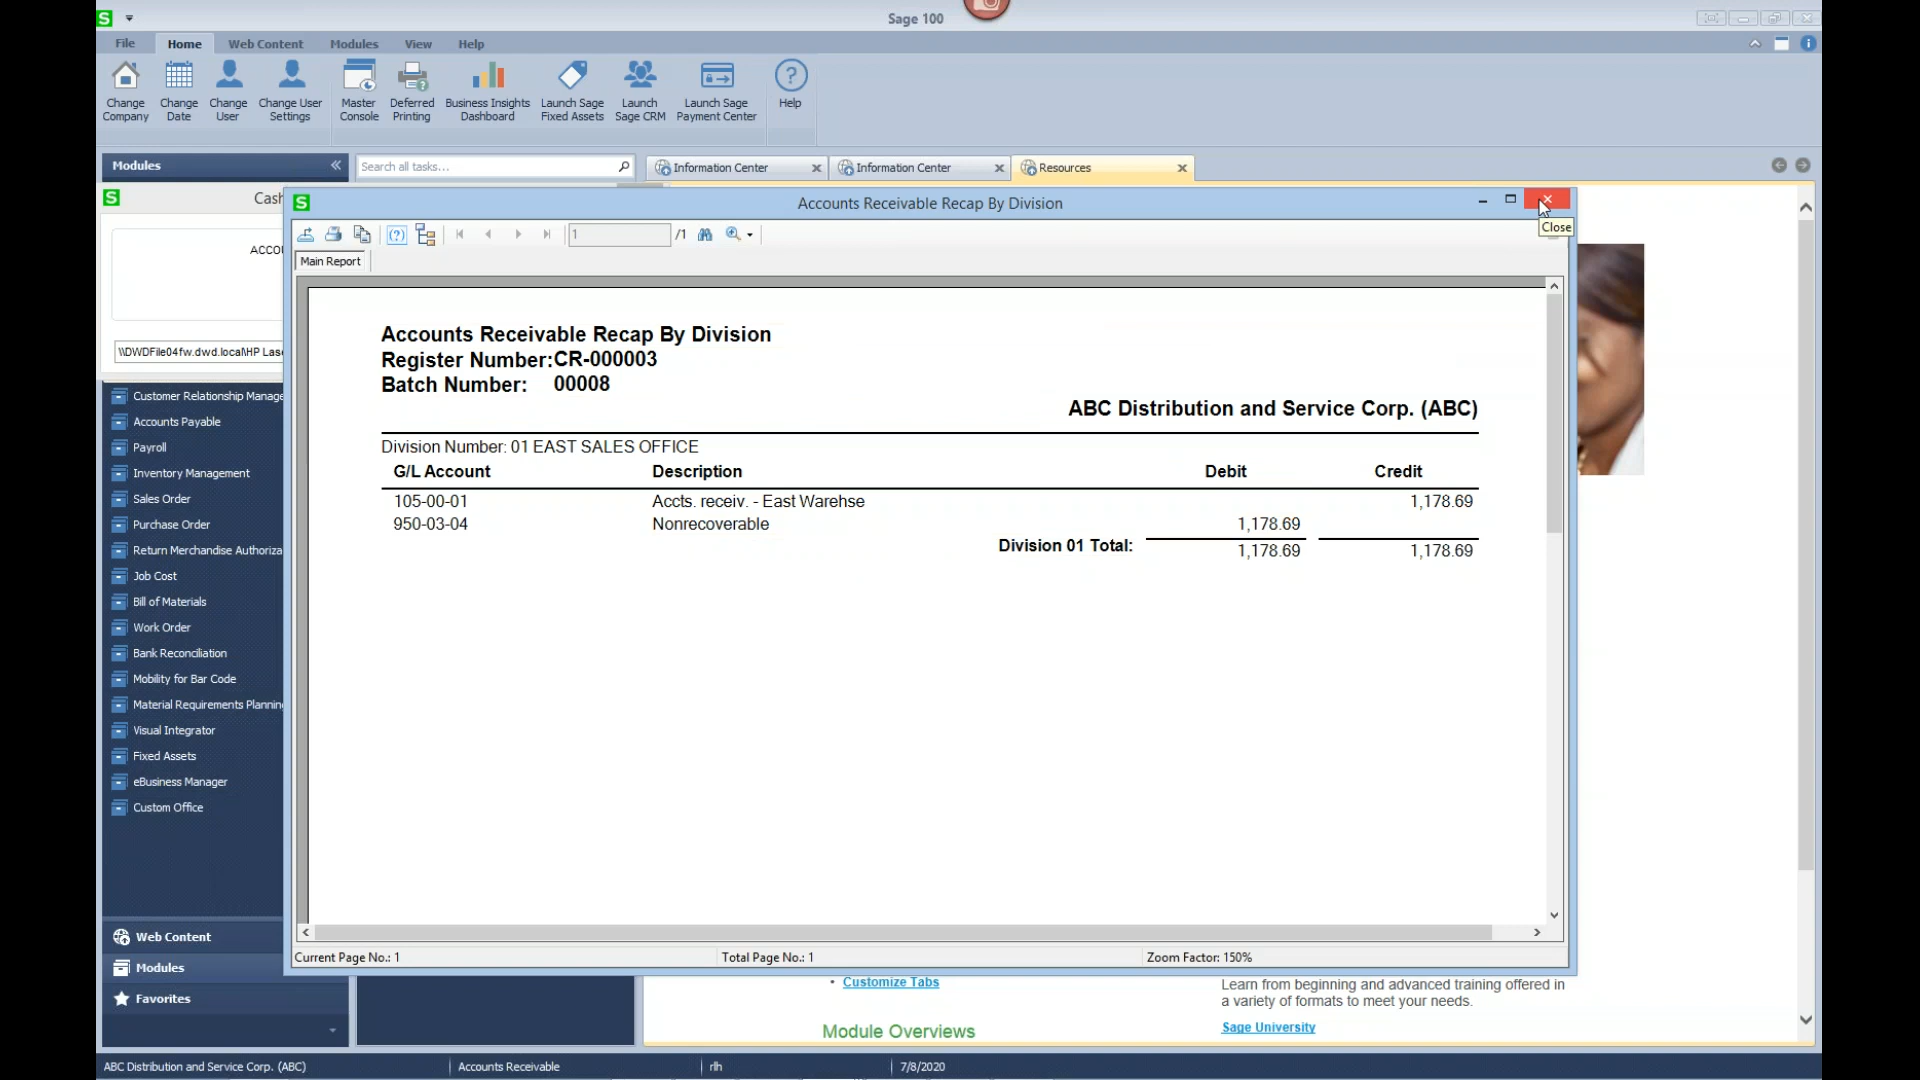 S
Sage 100
File Home Web Content Modules View Help
Change Company
Change Date
Change User
Change User Settings
Master Console
Deferred Printing
Business Insights Dashboard
Launch Sage Fixed Assets
Launch Sage CRM
Launch Sage Payment Center
Help
Modules
Search all tasks...
Information Center
Information Center
Resources
S
Cash
ACCO
\\DWDFile04fw.dwd.local\HP Lase
Customer Relationship Manage
Accounts Payable
Payroll
Inventory Management
Sales Order
Purchase Order
Return Merchandise Authoriza
Job Cost
Bill of Materials
Work Order
Bank Reconciliation
Mobility for Bar Code
Material Requirements Planning
Visual Integrator
Fixed Assets
eBusiness Manager
Custom Office
Web Content
Modules
Favorites
S
Accounts Receivable Recap By Division
Close
1 /1
Main Report
Accounts Receivable Recap By Division
Register Number:CR-000003
Batch Number: 00008
ABC Distribution and Service Corp. (ABC)
Division Number: 01 EAST SALES OFFICE
G/L Account Description Debit Credit
105-00-01 Accts. receiv. - East Warehse 1,178.69
950-03-04 Nonrecoverable 1,178.69
Division 01 Total: 1,178.69 1,178.69
Current Page No.: 1 Total Page No.: 1 Zoom Factor: 150%
• Customize Tabs
Module Overviews
Learn from beginning and advanced training offered in
a variety of formats to meet your needs.
Sage University
ABC Distribution and Service Corp. (ABC) Accounts Receivable rlh 7/8/2020